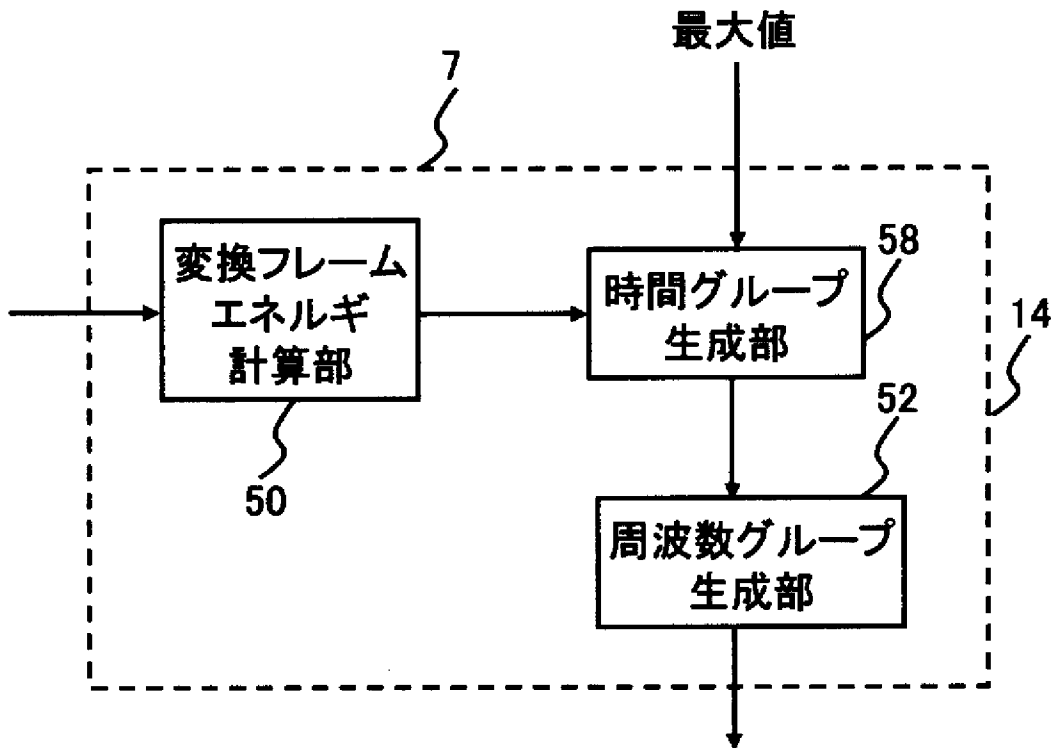 最大値
7
変換フレーム
エネルギ
計算部
50
時間グループ
生成部
58
14
52
周波数グループ
生成部